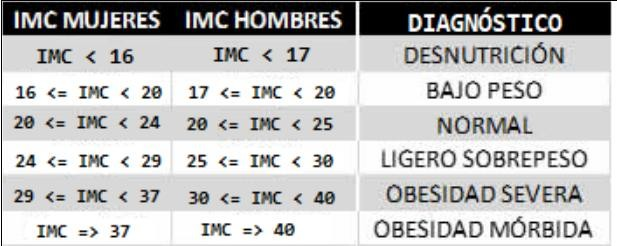 IMC MUJERES IMC HOMBRES DIAGNÓSTICO
IMC < 16 IMC < 17 DESNUTRICIÓN
16 <= IMC < 20 17 <= IMC < 20 BAJO PESO
20 <= IMC < 24 20 <= IMC < 25 NORMAL
24 <= IMC < 29 25 <= IMC < 30 LIGERO SOBREPESO
29 <= IMC < 37 30 <= IMC < 40 OBESIDAD SEVERA
IMC => 37 IMC => 40 OBESIDAD MÓRBIDA